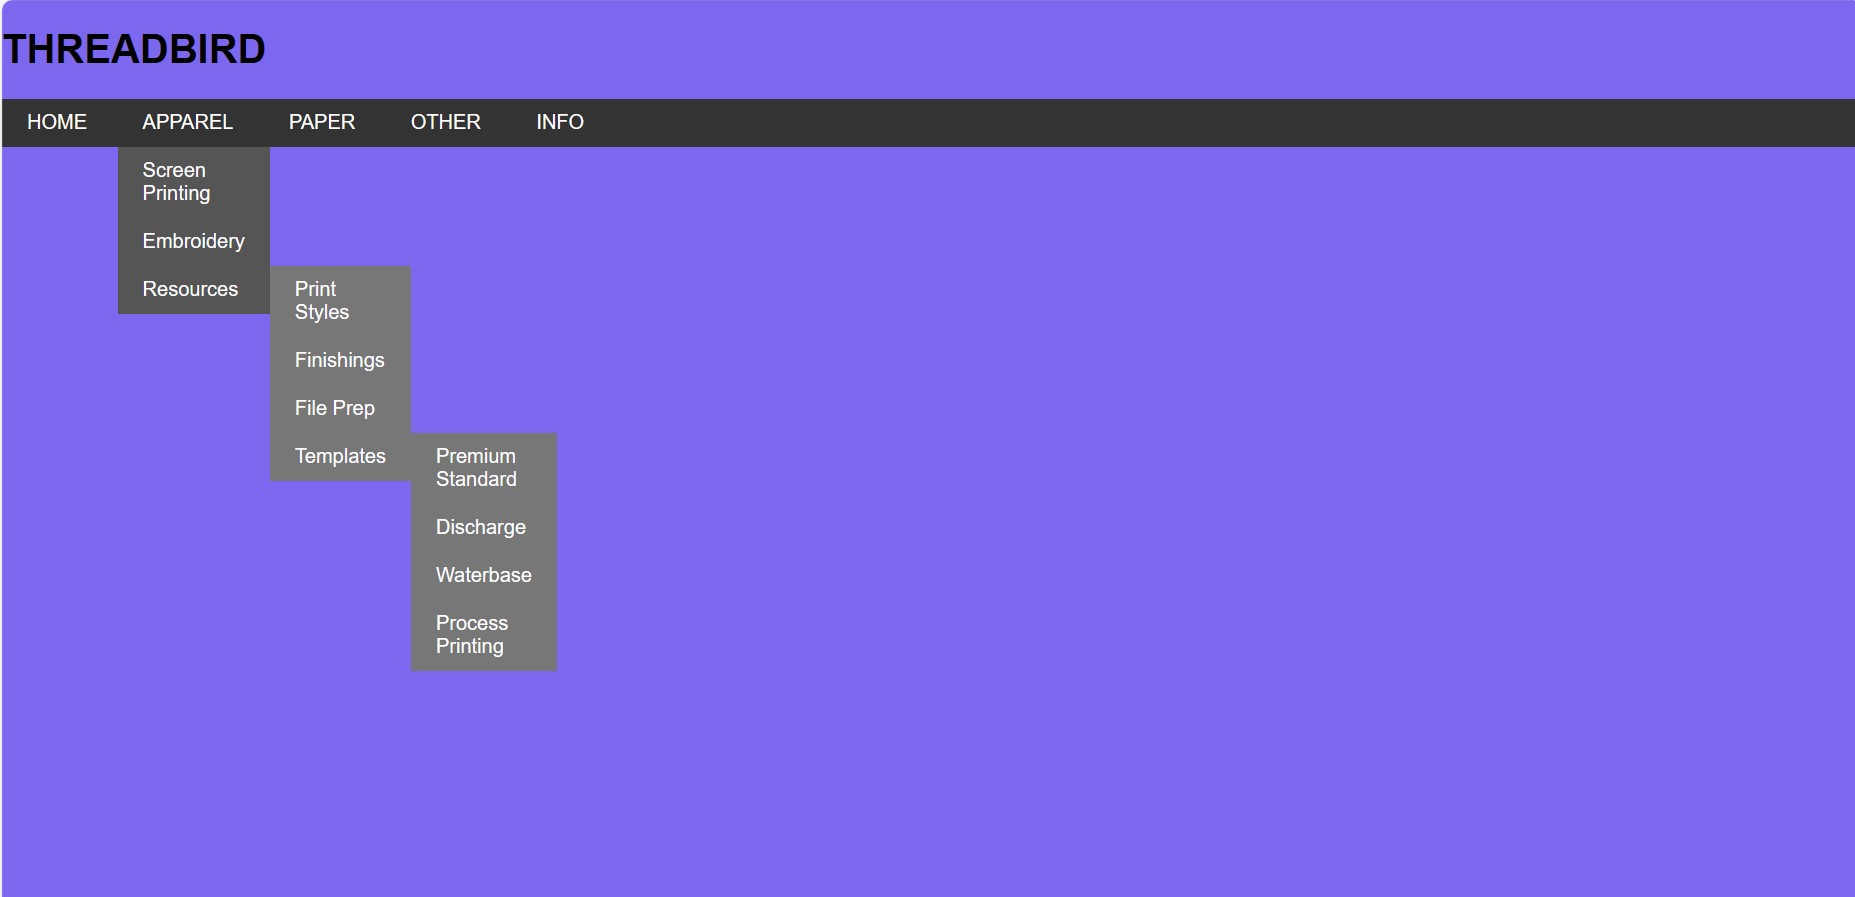 THREADBIRD
HOME APPAREL PAPER OTHER INFO
Screen
Printing
Embroidery
Resources
Print
Styles
Finishings
File Prep
Templates
Premium
Standard
Discharge
Waterbase
Process
Printing